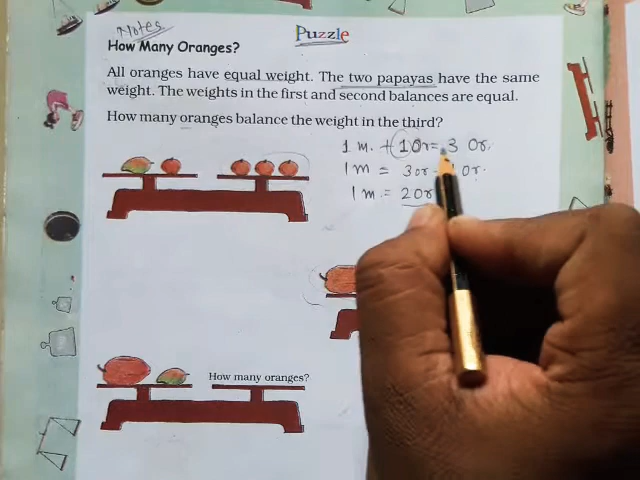 Notes
Puzzle
How Many Oranges?
All oranges have equal weight. The two papayas have the same
weight. The weights in the first and second balances are equal.
How many oranges balance the weight in the third?
1 m. + 1 or = 3 or.
1 m = 3 or - or.
1 m = 2 or
How many oranges?